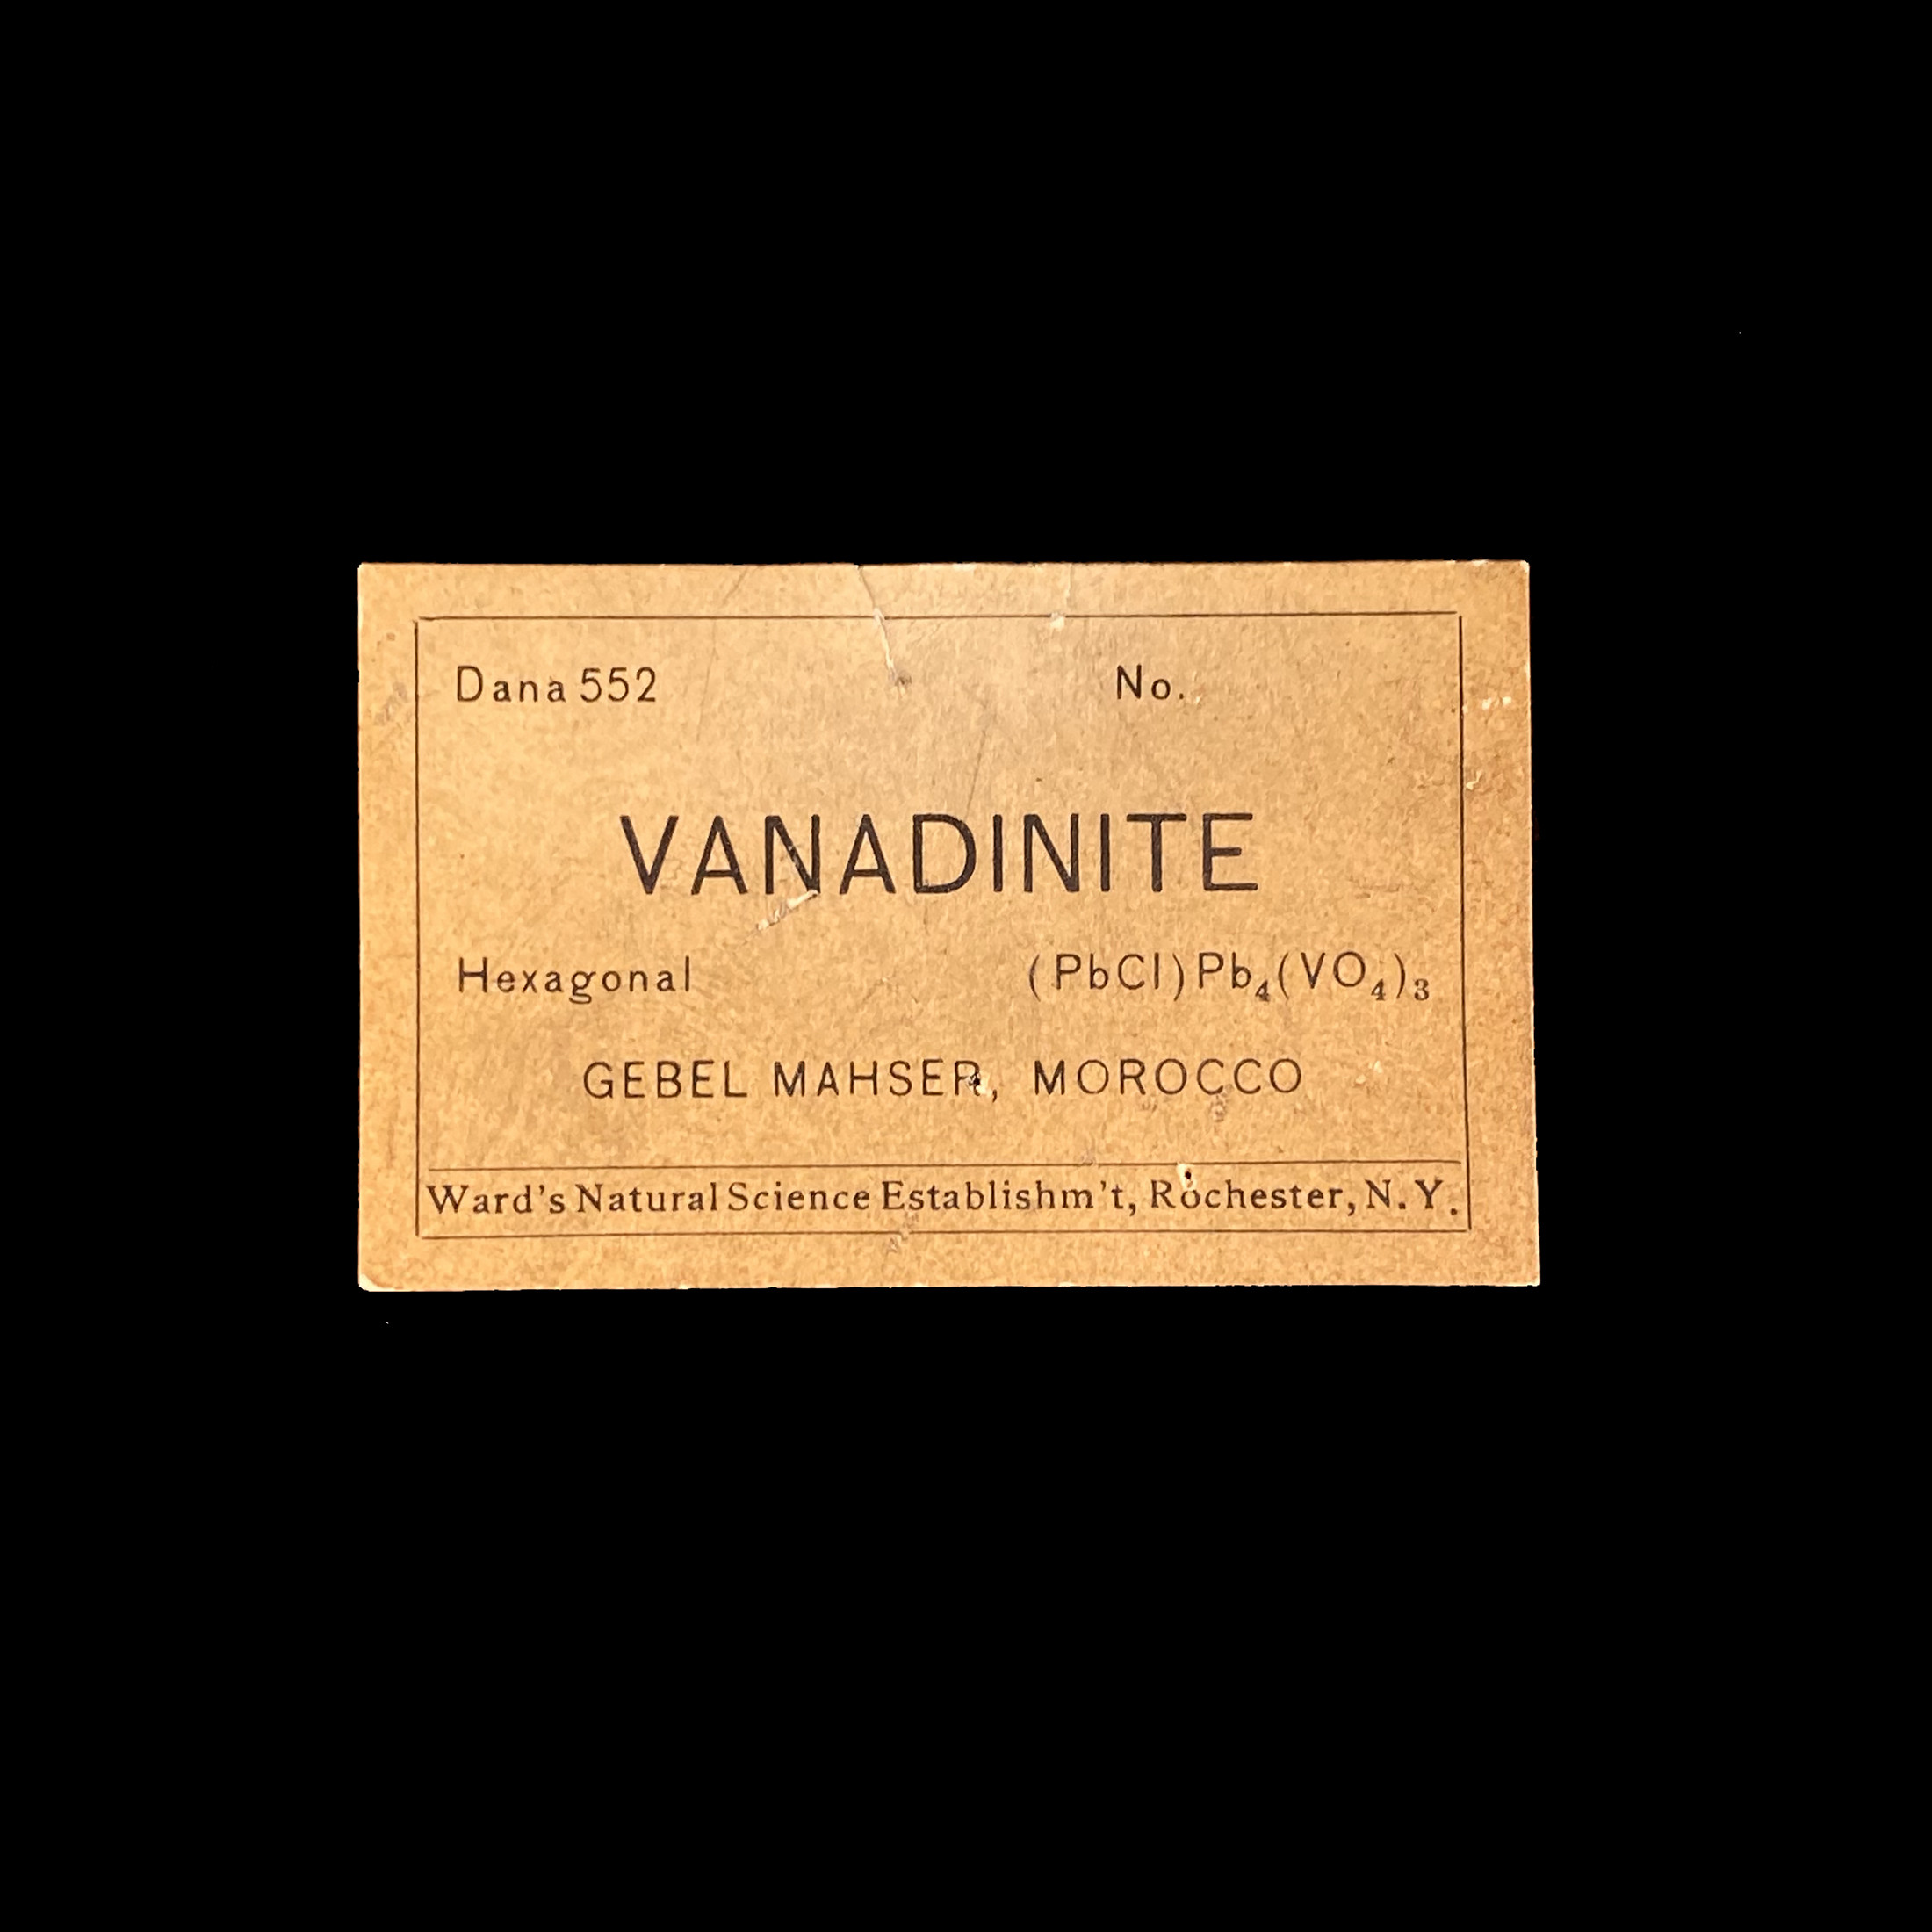 Dana 552 No.
VANADINITE
Hexagonal (PbCl)Pb₄(VO₄)₃
GEBEL MAHSER, MOROCCO
Ward's Natural Science Establishm't, Rochester, N.Y.